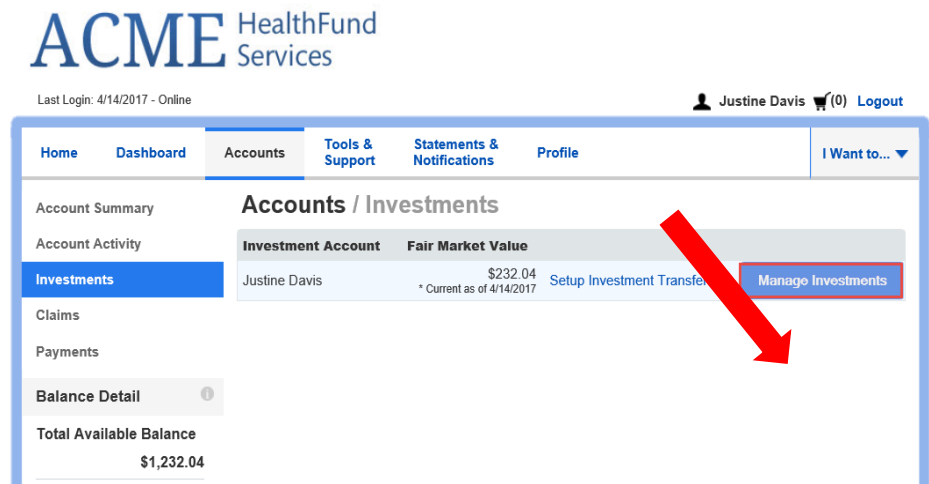 ACME HealthFund
Services
Last Login: 4/14/2017 - Online
Justine Davis (0) Logout
Home Dashboard Accounts Tools & Support Statements & Notifications Profile I Want to...
Account Summary
Account Activity
Investments
Claims
Payments
Balance Detail
Total Available Balance
$1,232.04
Accounts / Investments
Investment Account Fair Market Value
Justine Davis $232.04 Setup Investment Transfer Manage Investments
* Current as of 4/14/2017